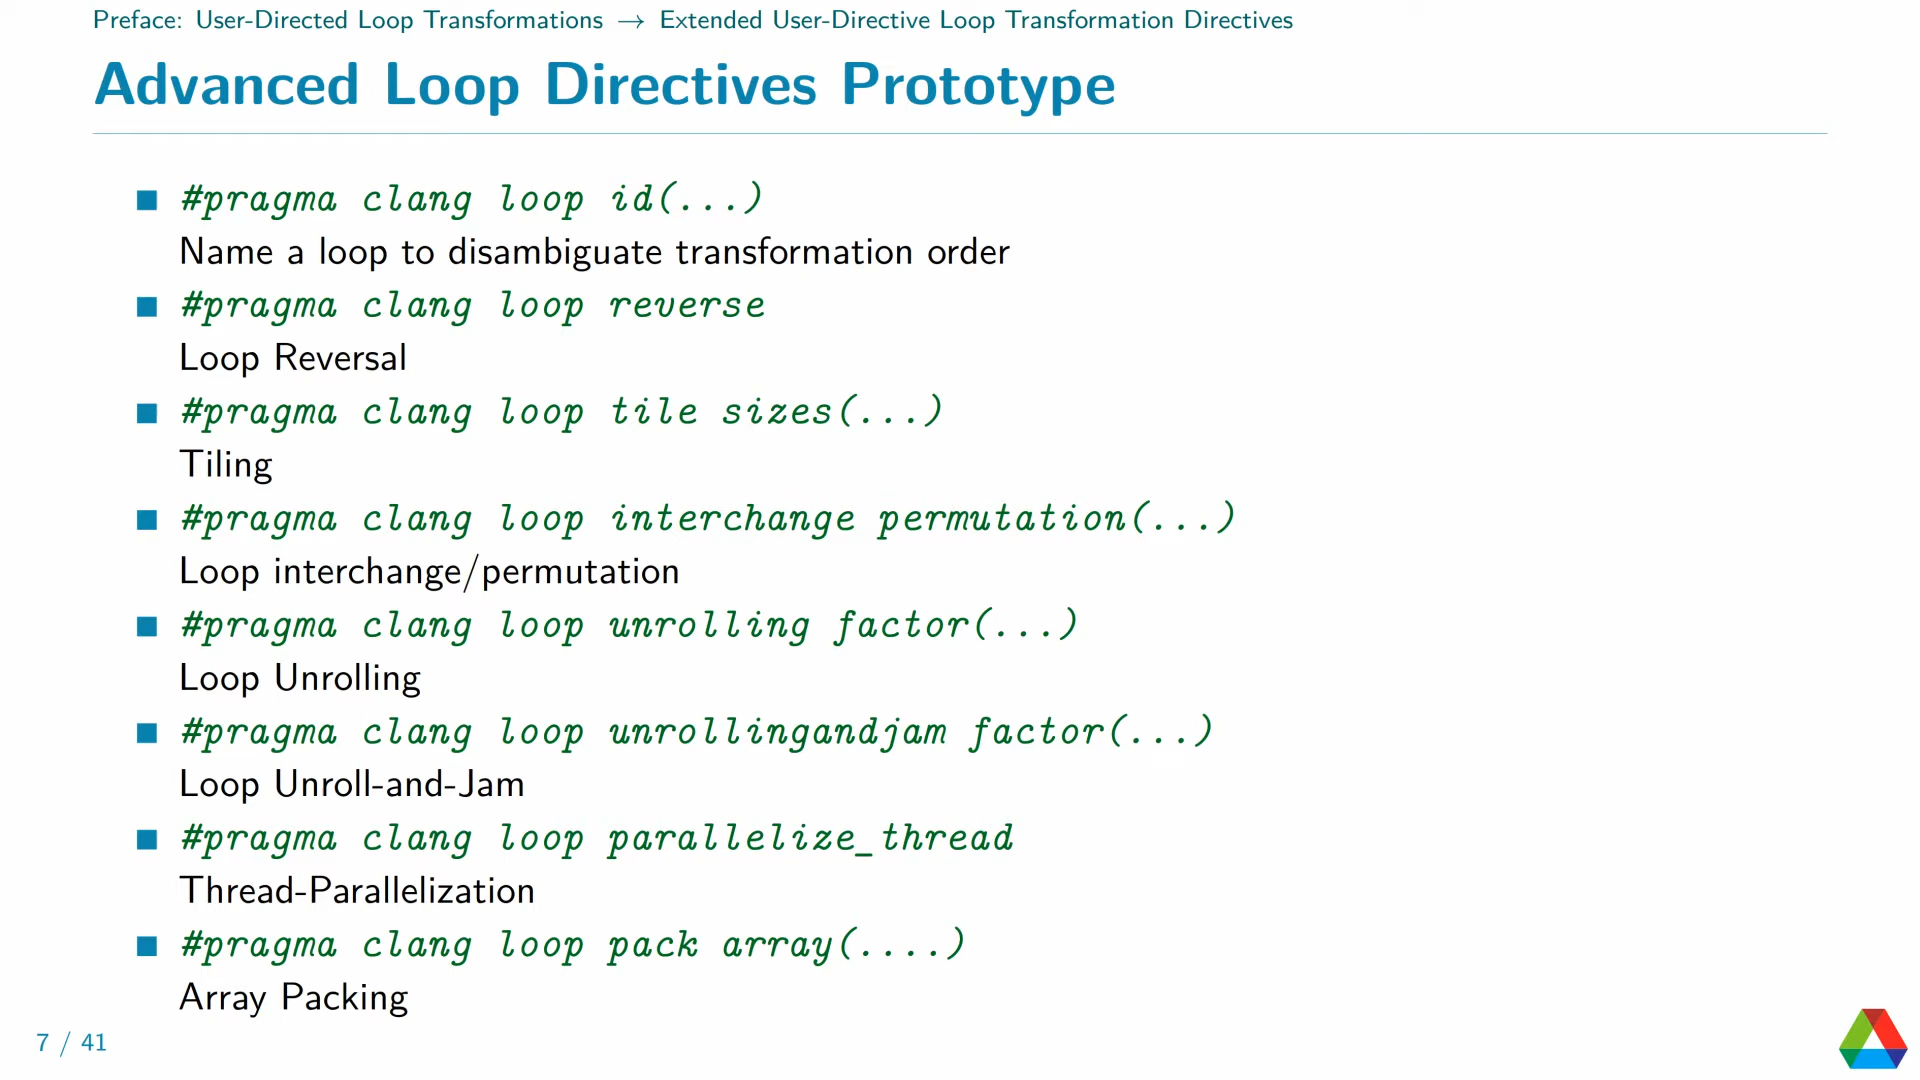 Preface: User-Directed Loop Transformations → Extended User-Directive Loop Transformation Directives
Advanced Loop Directives Prototype
#pragma clang loop id(...)
Name a loop to disambiguate transformation order
#pragma clang loop reverse
Loop Reversal
#pragma clang loop tile sizes(...)
Tiling
#pragma clang loop interchange permutation(...)
Loop interchange/permutation
#pragma clang loop unrolling factor(...)
Loop Unrolling
#pragma clang loop unrollingandjam factor(...)
Loop Unroll-and-Jam
#pragma clang loop parallelize_thread
Thread-Parallelization
#pragma clang loop pack array(....)
Array Packing
7 / 41